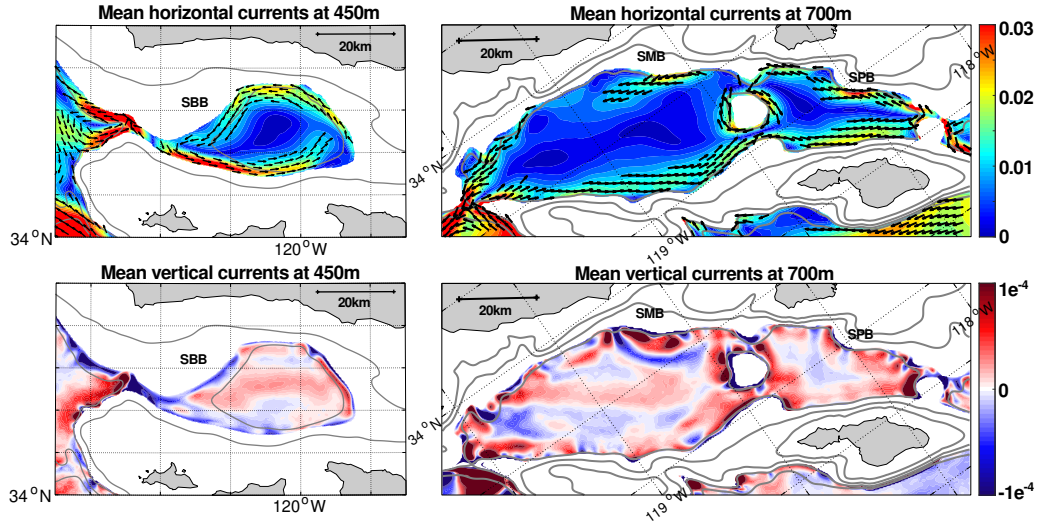 Mean horizontal currents at 450m
Mean horizontal currents at 700m
20km
20km
SMB
SPB
SBB
118 °W
0.03
0.02
0.01
0
34 °N
34 °N
120 °W
119 °W
Mean vertical currents at 450m
Mean vertical currents at 700m
20km
20km
SMB
SPB
SBB
118 °W
1e⁻⁴
0
-1e⁻⁴
34 °N
34 °N
120 °W
119 °W